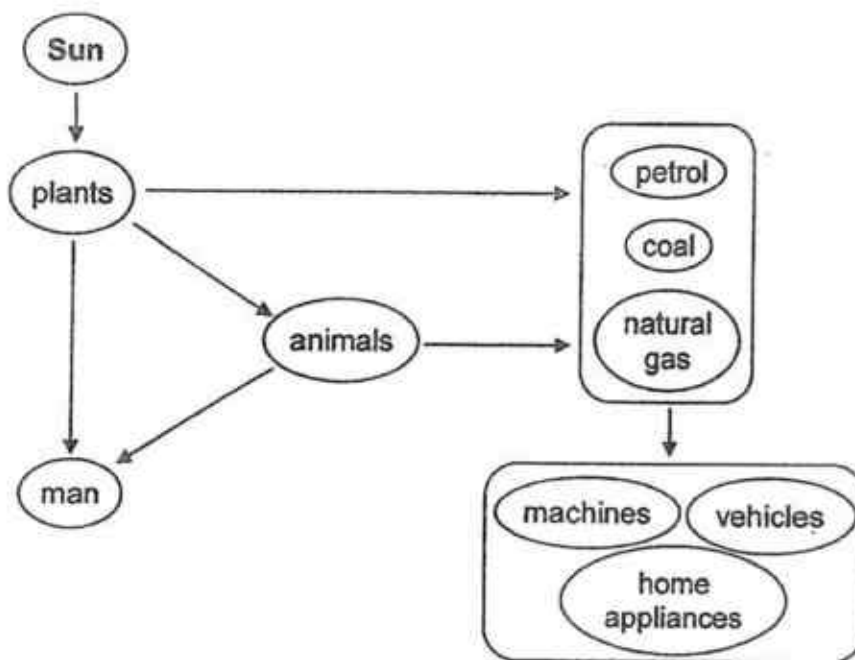 Sun
plants
petrol
coal
natural
gas
animals
man
machines
vehicles
home
appliances